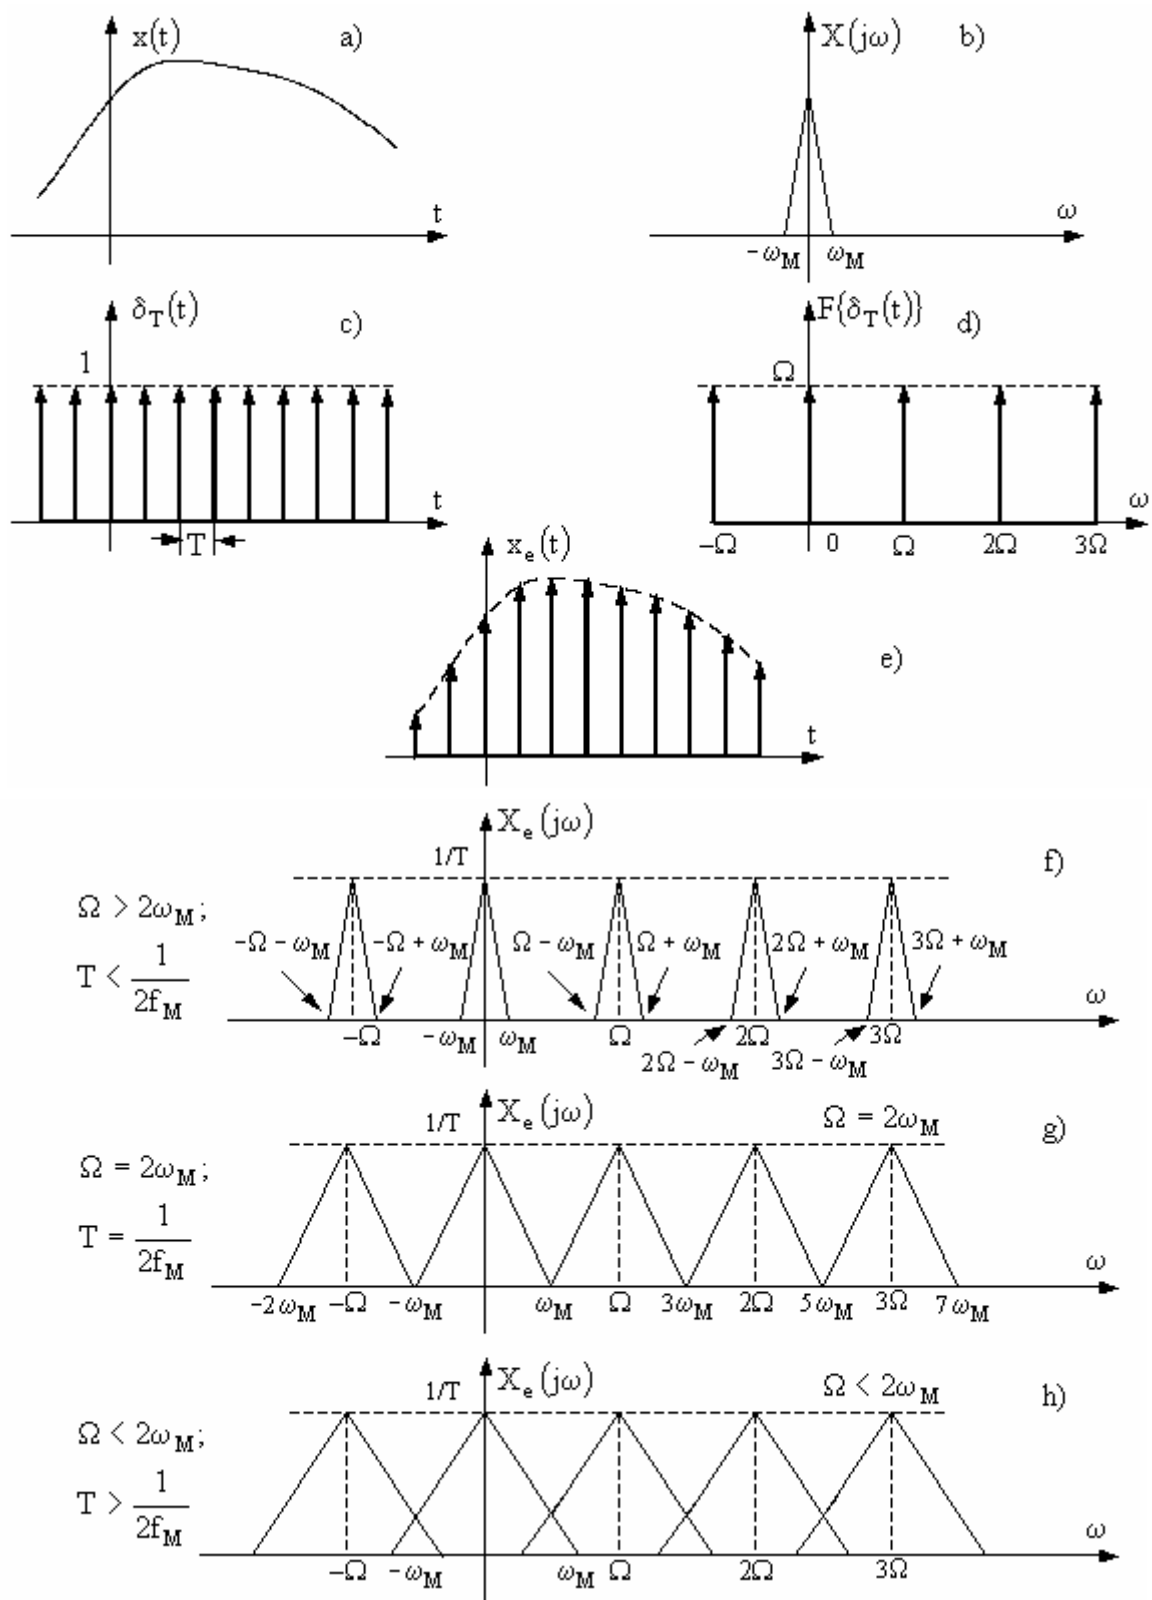 x(t) a)
t
X(jω) b)
ω
-ω_M ω_M
δ_T(t) c)
1
t
T
F{δ_T(t)} d)
Ω
ω
-Ω 0 Ω 2Ω 3Ω
x_e(t)
e)
t
X_e(jω)
f)
1/T
Ω > 2ω_M;
T < 1/2f_M
-Ω - ω_M -Ω + ω_M Ω - ω_M Ω + ω_M 2Ω + ω_M 3Ω + ω_M
ω
-Ω -ω_M ω_M Ω 2Ω 3Ω
2Ω - ω_M 3Ω - ω_M
X_e(jω)
1/T
Ω = 2ω_M
g)
Ω = 2ω_M;
T = 1/2f_M
ω
-2ω_M -Ω -ω_M ω_M Ω 3ω_M 2Ω 5ω_M 3Ω 7ω_M
X_e(jω)
1/T
Ω < 2ω_M
h)
Ω < 2ω_M;
T > 1/2f_M
ω
-Ω -ω_M ω_M Ω 2Ω 3Ω